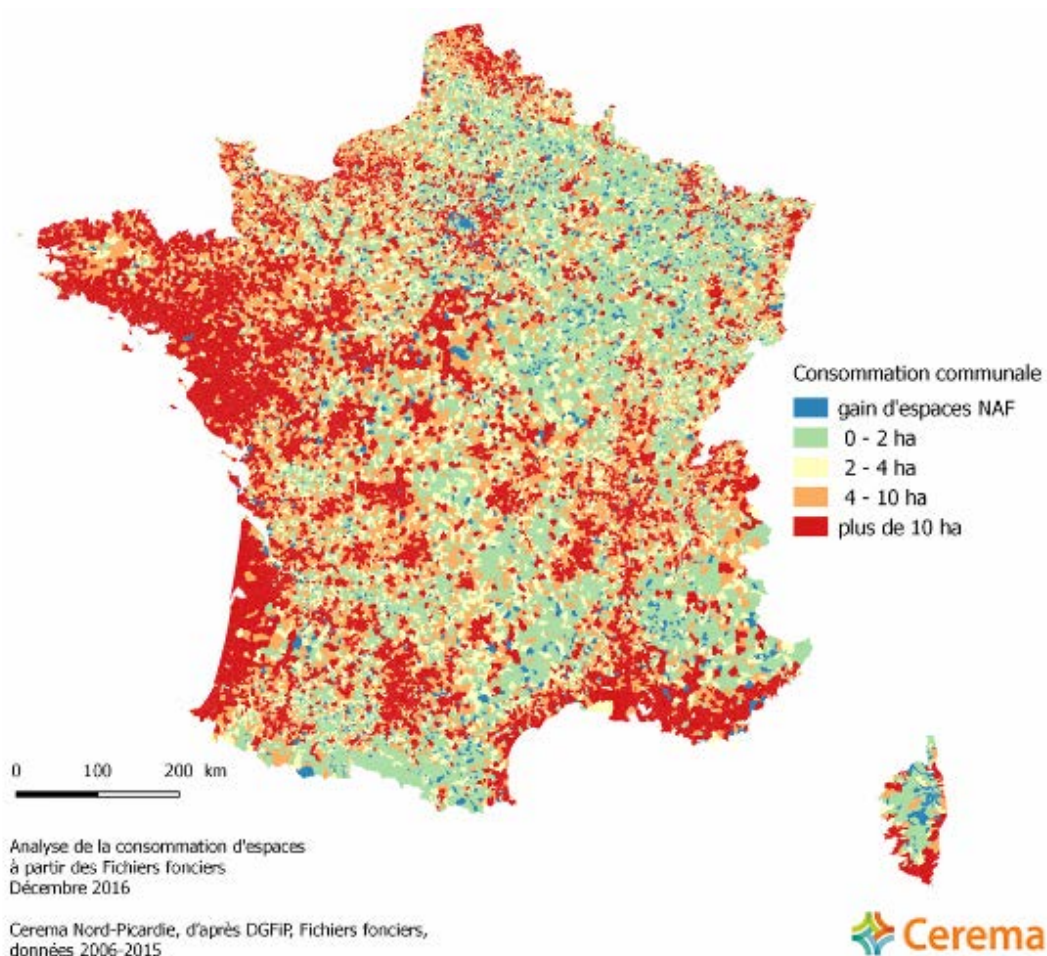 Consommation communale
gain d'espaces NAF
0 - 2 ha
2 - 4 ha
4 - 10 ha
plus de 10 ha
0 100 200 km
Analyse de la consommation d'espaces
à partir des Fichiers fonciers
Décembre 2016
Cerema Nord-Picardie, d'après DGFiP, Fichiers fonciers,
données 2006-2015
Cerema